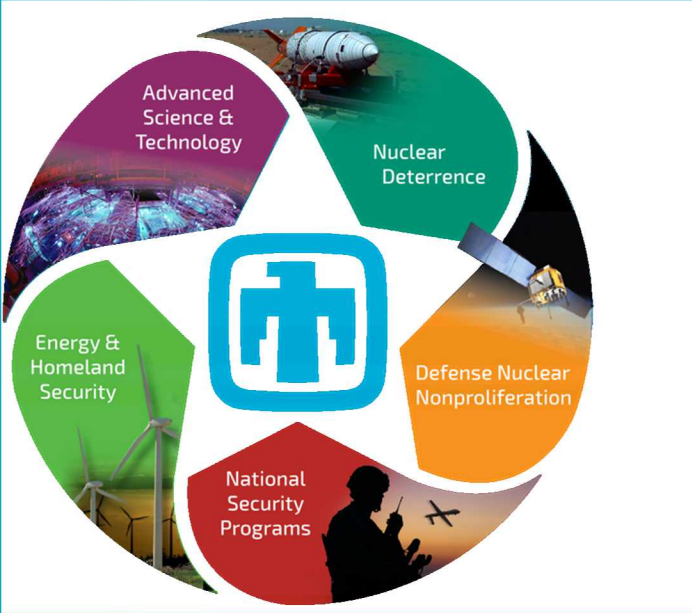 Advanced
Science &
Technology
Nuclear
Deterrence
Defense Nuclear
Nonproliferation
National
Security
Programs
Energy &
Homeland
Security